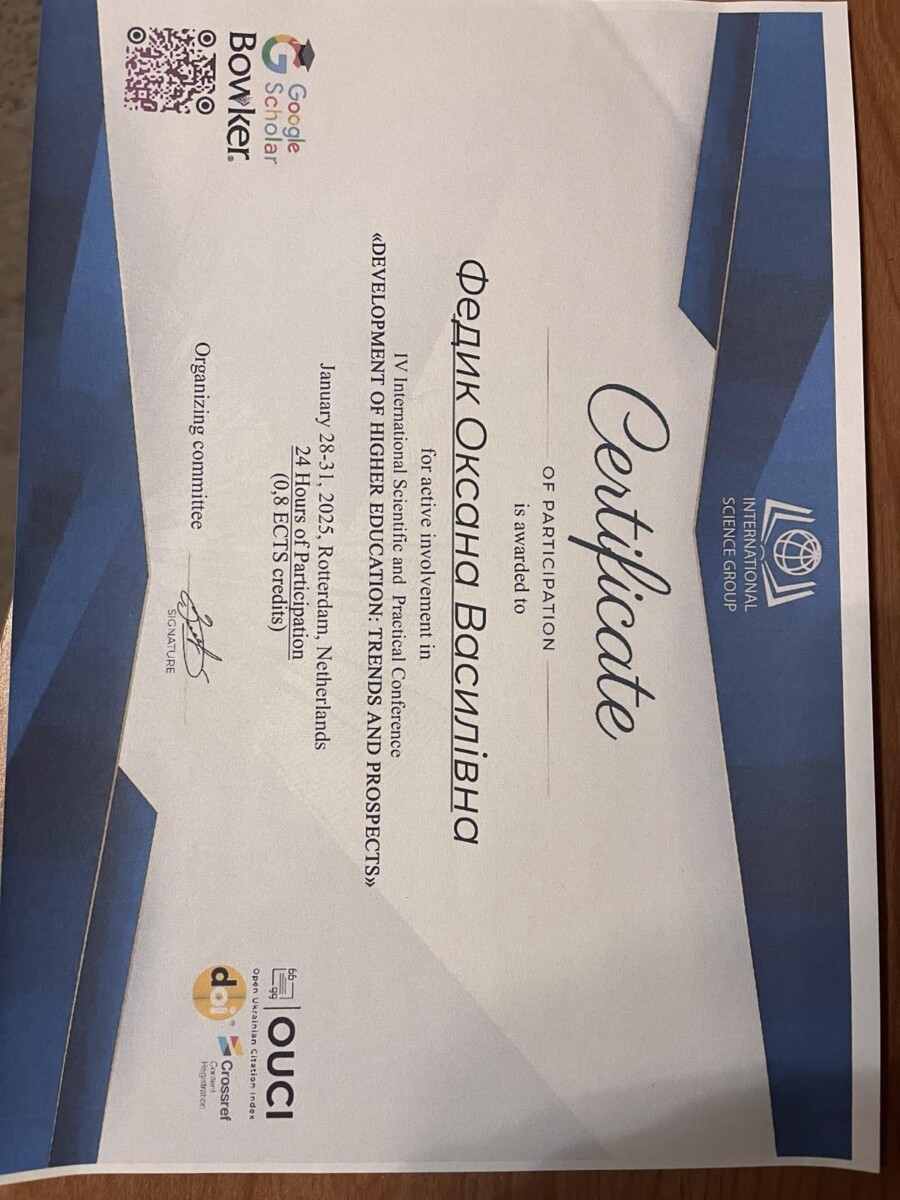 INTERNATIONAL
SCIENCE GROUP
Certificate
OF PARTICIPATION
is awarded to
Федик Оксана Василівна
for active involvement in
IV International Scientific and Practical Conference
«DEVELOPMENT OF HIGHER EDUCATION: TRENDS AND PROSPECTS»
January 28-31, 2025, Rotterdam, Netherlands
24 Hours of Participation
(0,8 ECTS credits)
Google
Scholar
Bowker®
Organizing committee
SIGNATURE
OUCI
Open Ukrainian Citation Index
doi®
Crossref
Content
Registration